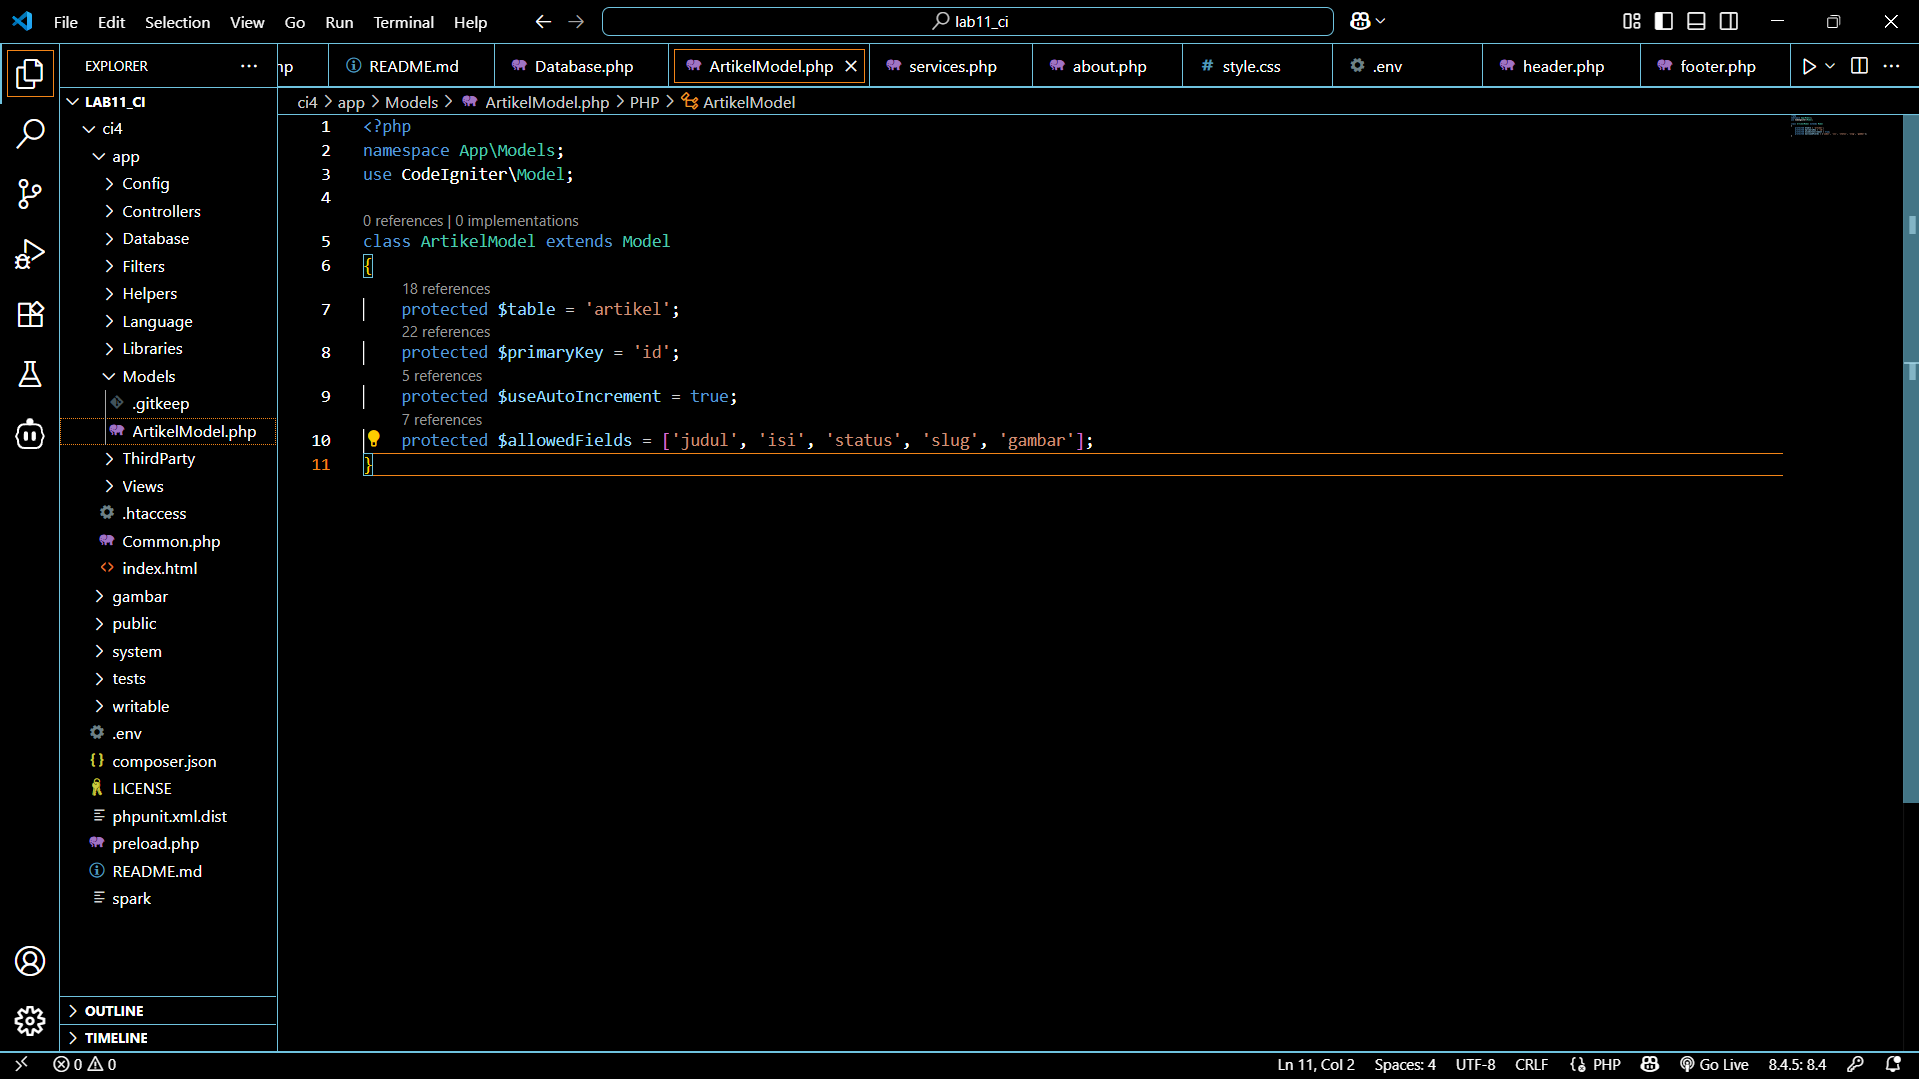 File Edit Selection View Go Run Terminal Help
lab11_ci
EXPLORER
np
README.md
Database.php
ArtikelModel.php
services.php
about.php
style.css
.env
header.php
footer.php
LAB11_CI
ci4
app
Config
Controllers
Database
Filters
Helpers
Language
Libraries
Models
.gitkeep
ArtikelModel.php
ThirdParty
Views
.htaccess
Common.php
index.html
gambar
public
system
tests
writable
.env
composer.json
LICENSE
phpunit.xml.dist
preload.php
README.md
spark
OUTLINE
TIMELINE
ci4 > app > Models > ArtikelModel.php > PHP > ArtikelModel
1 <?php
2 namespace App\Models;
3 use CodeIgniter\Model;
4
0 references | 0 implementations
5 class ArtikelModel extends Model
6 {
18 references
7 protected $table = 'artikel';
22 references
8 protected $primaryKey = 'id';
5 references
9 protected $useAutoIncrement = true;
7 references
10 protected $allowedFields = ['judul', 'isi', 'status', 'slug', 'gambar'];
11 }
0 0
Ln 11, Col 2 Spaces: 4 UTF-8 CRLF {} PHP Go Live 8.4.5: 8.4